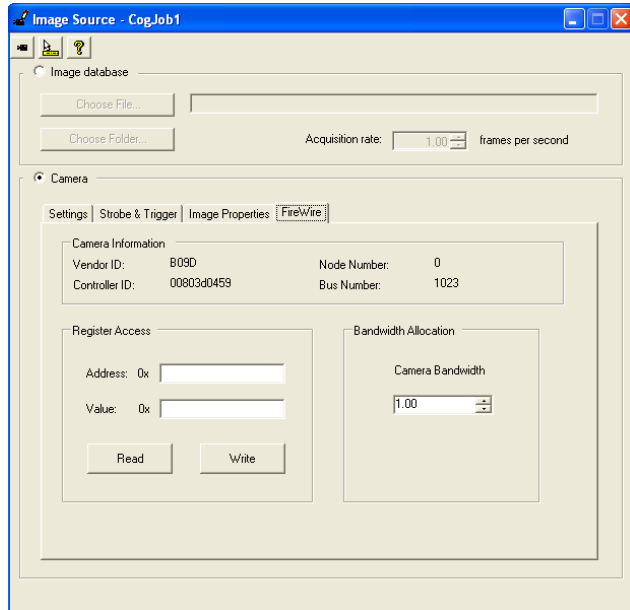 Image Source - CogJob1
Image database
Choose File...
Choose Folder...
Acquisition rate: 1.00 frames per second
Camera
Settings Strobe & Trigger Image Properties FireWire
Camera Information
Vendor ID: B09D Node Number: 0
Controller ID: 00803d0459 Bus Number: 1023
Register Access Bandwidth Allocation
Address: 0x Camera Bandwidth
Value: 0x 1.00
Read Write